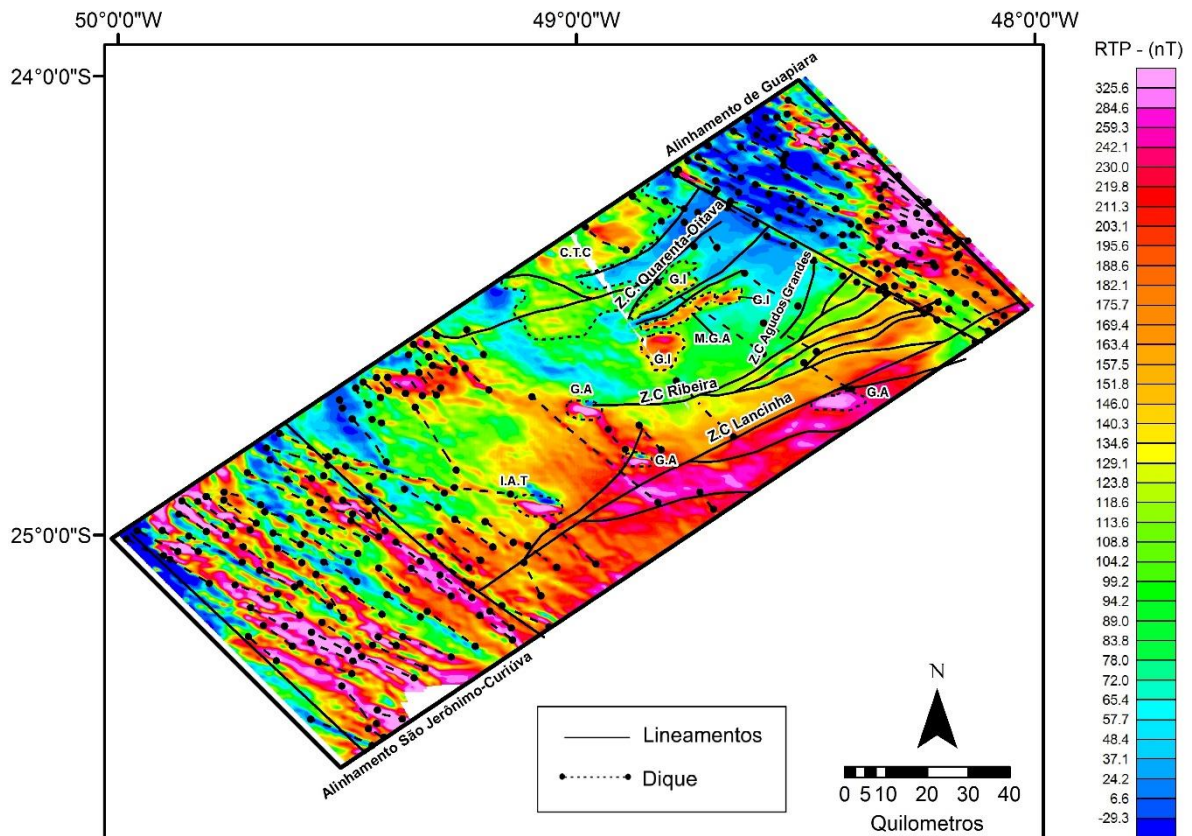 50°0'0"W
49°0'0"W
48°0'0"W
24°0'0"S
25°0'0"S
Alinhamento de Guapiara
C.T.C
Z.C. Quarenta-Oitava
G.I
G.I
Z.C Agudos Grandes
M.G.A
G.I
Z.C Ribeira
G.A
G.A
Z.C Lancinha
G.A
I.A.T
Alinhamento São Jerônimo-Curiúva
Lineamentos
Dique
N
0 5 10 20 30 40
Quilometros
RTP - (nT)
325.6
284.6
259.3
242.1
230.0
219.8
211.3
203.1
195.6
188.6
182.1
175.7
169.4
163.4
157.5
151.8
146.0
140.3
134.6
129.1
123.8
118.6
113.6
108.8
104.2
99.2
94.2
89.0
83.8
78.0
72.0
65.4
57.7
48.4
37.1
24.2
6.6
-29.3